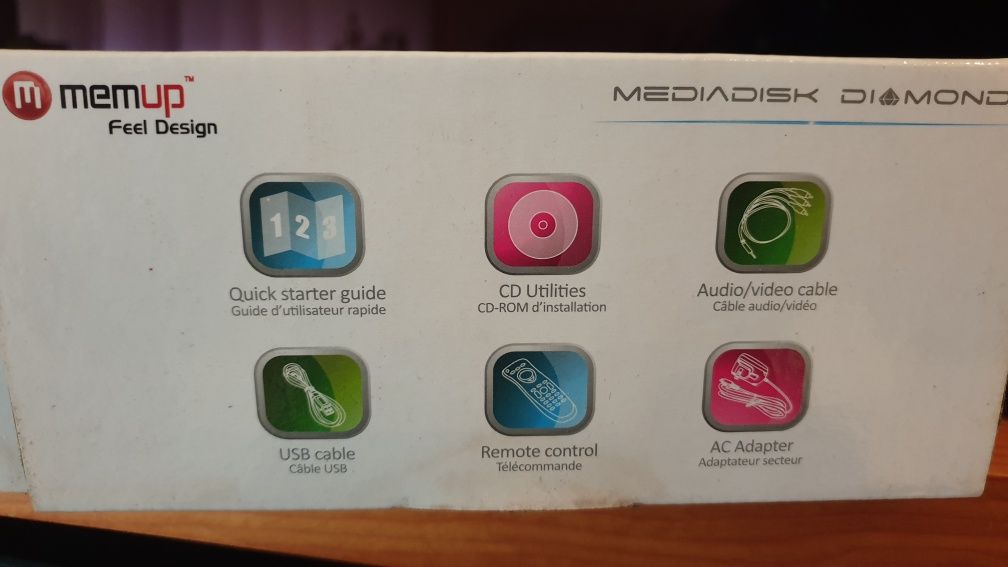 m memup™
Feel Design
MEDIADISK DIAMOND
1 2 3
Quick starter guide
Guide d'utilisateur rapide
CD Utilities
CD-ROM d'installation
Audio/video cable
Câble audio/vidéo
USB cable
Câble USB
Remote control
Télécommande
AC Adapter
Adaptateur secteur